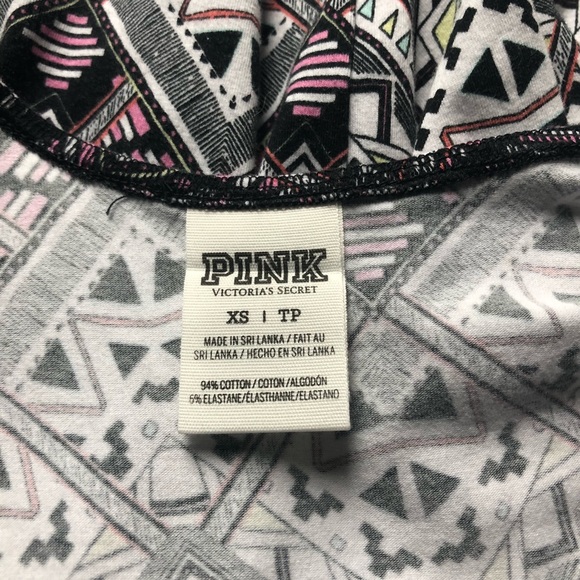 PINK
VICTORIA'S SECRET
XS | TP
MADE IN SRI LANKA / FAIT AU
SRI LANKA / HECHO EN SRI LANKA
94% COTTON / COTON / ALGODÓN
6% ELASTANE/ÉLASTHANNE/ELASTANO